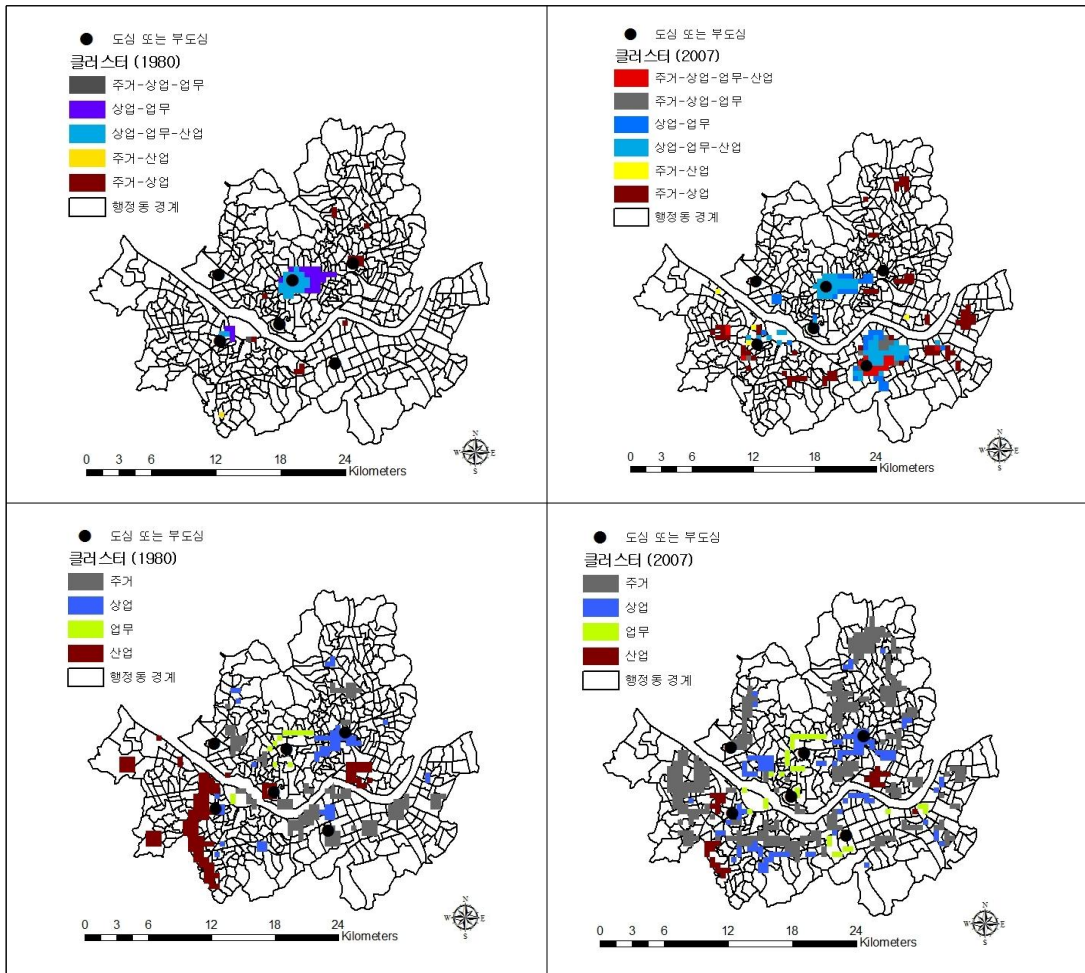 도심 또는 부도심
클러스터 (1980)
주거-상업-업무
상업-업무
상업-업무-산업
주거-산업
주거-상업
행정동 경계
0 3 6 12 18 24
Kilometers
N
W E
S
도심 또는 부도심
클러스터 (2007)
주거-상업-업무-산업
주거-상업-업무
상업-업무
상업-업무-산업
주거-산업
주거-상업
행정동 경계
0 3 6 12 18 24
Kilometers
N
W E
S
도심 또는 부도심
클러스터 (1980)
주거
상업
업무
산업
행정동 경계
0 3 6 12 18 24
Kilometers
N
W E
S
도심 또는 부도심
클러스터 (2007)
주거
상업
업무
산업
행정동 경계
0 3 6 12 18 24
Kilometers
N
W E
S